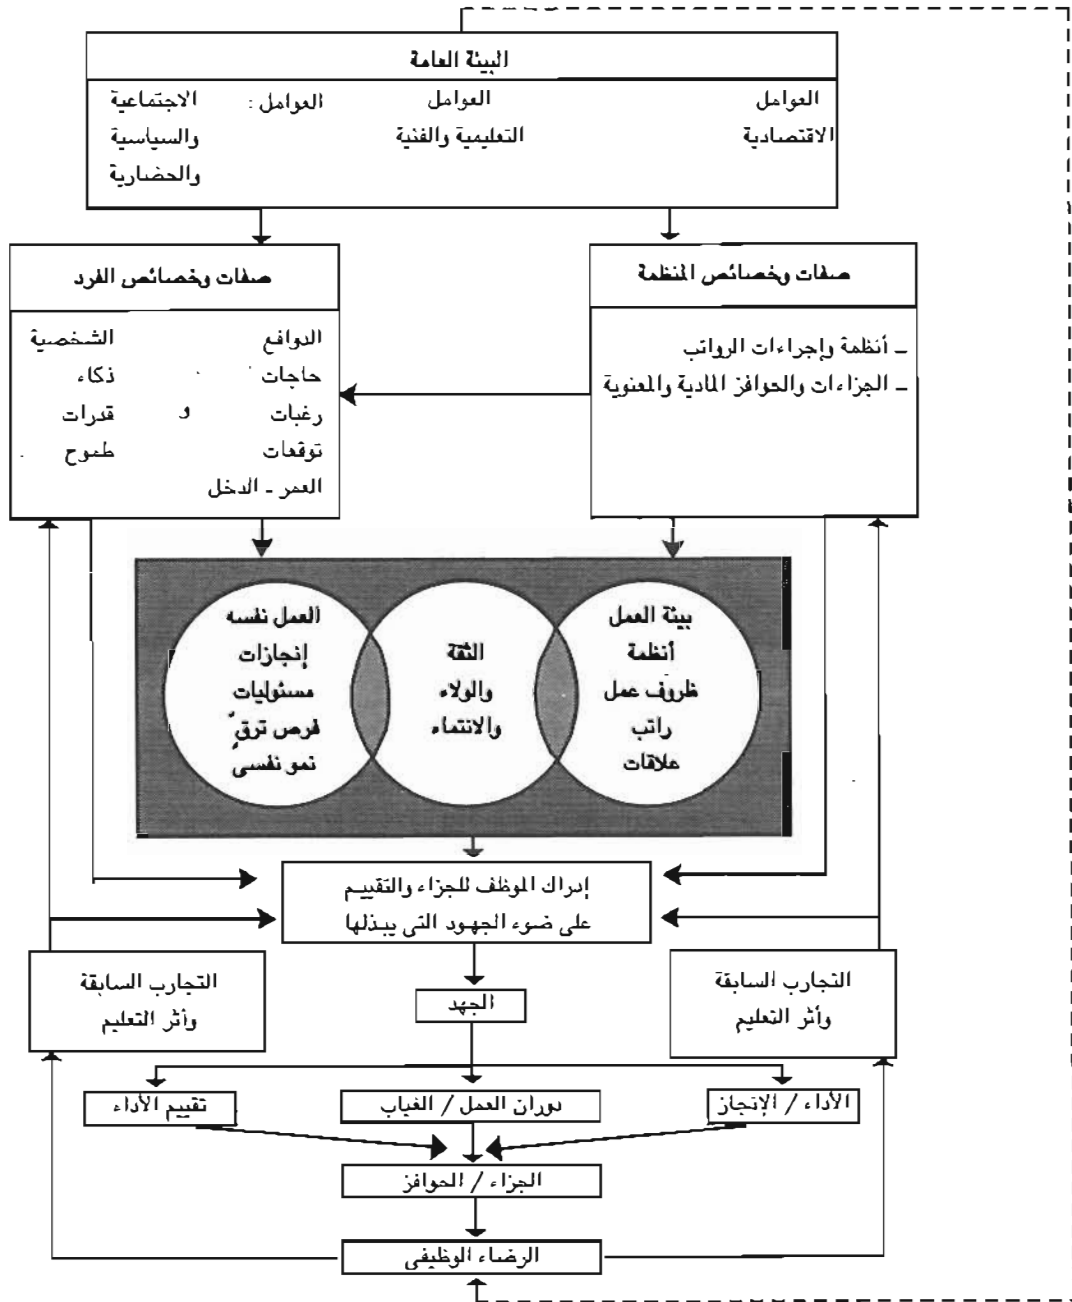 البيئة العامة
العوامل العوامل العوامل : الاجتماعية
الاقتصادية التعليمية والفنية والسياسية
والحضارية
صفات وخصائص المنظمة
ـ أنظمة وإجراءات الرواتب
ـ الجزاءات والحوافز المادية والمعنوية
صفات وخصائص الفرد
الدوافع الشخصية
حاجات ذكاء
رغبات و قدرات
توقعات طموح
العمر ـ الدخل
بيئة العمل
أنظمة
ظروف عمل
راتب
علاقات
الثقة
والولاء
والانتماء
العمل نفسه
إنجازات
مسئوليات
فرص ترقٍ
نمو نفسى
إدراك الموظف للجزاء والتقييم
على ضوء الجهود التى يبذلها
التجارب السابقة
وأثر التعليم
التجارب السابقة
وأثر التعليم
الجهد
الأداء / الإنجاز
دوران العمل / الغياب
تقييم الأداء
الجزاء / الحوافز
الرضاء الوظيفى